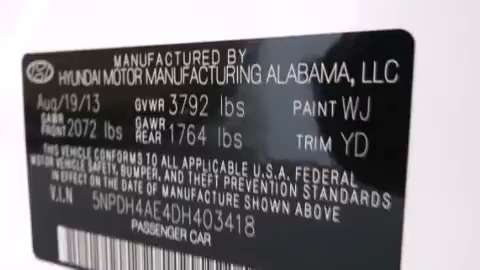 MANUFACTURED BY
HYUNDAI MOTOR MANUFACTURING ALABAMA, LLC
Aug/19/13 GVWR 3792 lbs PAINT WJ
GAWR FRONT 2072 lbs GAWR REAR 1764 lbs TRIM YD
THIS VEHICLE CONFORMS TO ALL APPLICABLE U.S.A. FEDERAL
MOTOR VEHICLE SAFETY, BUMPER, AND THEFT PREVENTION STANDARDS
IN EFFECT ON THE DATE OF MANUFACTURE SHOWN ABOVE
V.I.N 5NPDH4AE4DH403418
PASSENGER CAR